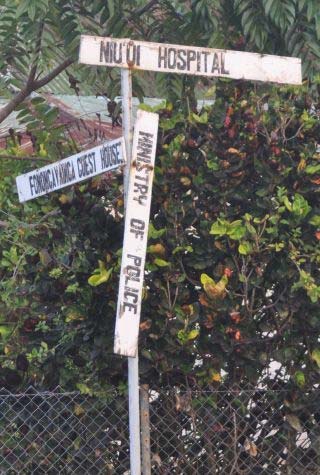 NIU'UI HOSPITAL
FONONGAVAINGA GUEST HOUSE
MINISTRY OF POLICE